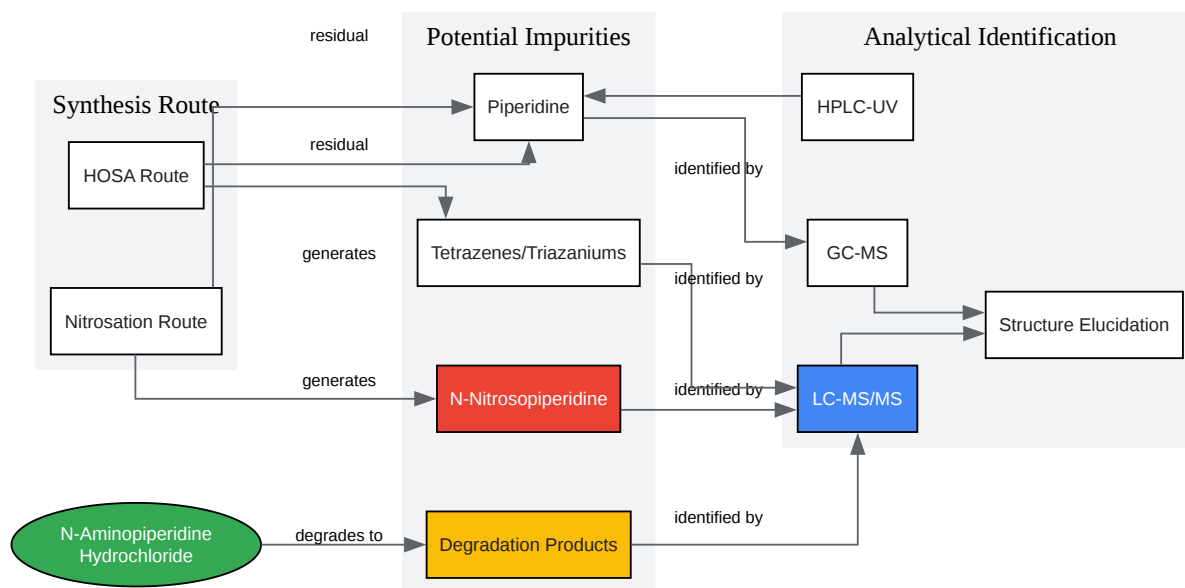 residual
Potential Impurities
Analytical Identification
Synthesis Route
Piperidine
HPLC-UV
residual
HOSA Route
identified by
generates
Tetrazenes/Triazaniums
GC-MS
identified by
Nitrosation Route
Structure Elucidation
generates
identified by
N-Nitrosopiperidine
LC-MS/MS
identified by
N-Aminopiperidine
Hydrochloride
degrades to
Degradation Products